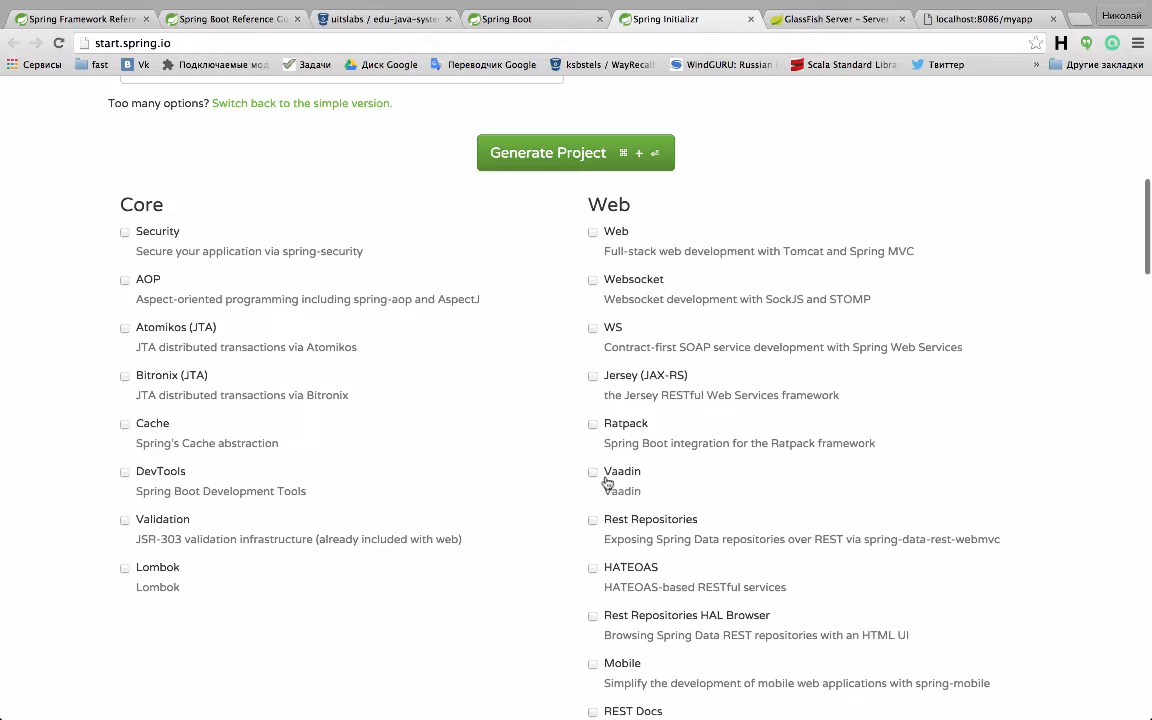 Spring Framework Refere
Spring Boot Reference Gu
uitslabs / edu-java-syste
Spring Boot
Spring Initializr
GlassFish Server – Server
localhost:8086/myapp
Николай
start.spring.io
H
Сервисы
fast
B Vk
Подключаемые мод
Задачи
Диск Google
Переводчик Google
ksbstels / WayRecall
WindGURU: Russian
Scala Standard Libra
Твиттер
»
Другие закладки
Too many options? Switch back to the simple version.
Generate Project ⌘ + ⏎
Core
Security
Secure your application via spring-security
AOP
Aspect-oriented programming including spring-aop and AspectJ
Atomikos (JTA)
JTA distributed transactions via Atomikos
Bitronix (JTA)
JTA distributed transactions via Bitronix
Cache
Spring's Cache abstraction
DevTools
Spring Boot Development Tools
Validation
JSR-303 validation infrastructure (already included with web)
Lombok
Lombok
Web
Web
Full-stack web development with Tomcat and Spring MVC
Websocket
Websocket development with SockJS and STOMP
WS
Contract-first SOAP service development with Spring Web Services
Jersey (JAX-RS)
the Jersey RESTful Web Services framework
Ratpack
Spring Boot integration for the Ratpack framework
Vaadin
Vaadin
Rest Repositories
Exposing Spring Data repositories over REST via spring-data-rest-webmvc
HATEOAS
HATEOAS-based RESTful services
Rest Repositories HAL Browser
Browsing Spring Data REST repositories with an HTML UI
Mobile
Simplify the development of mobile web applications with spring-mobile
REST Docs